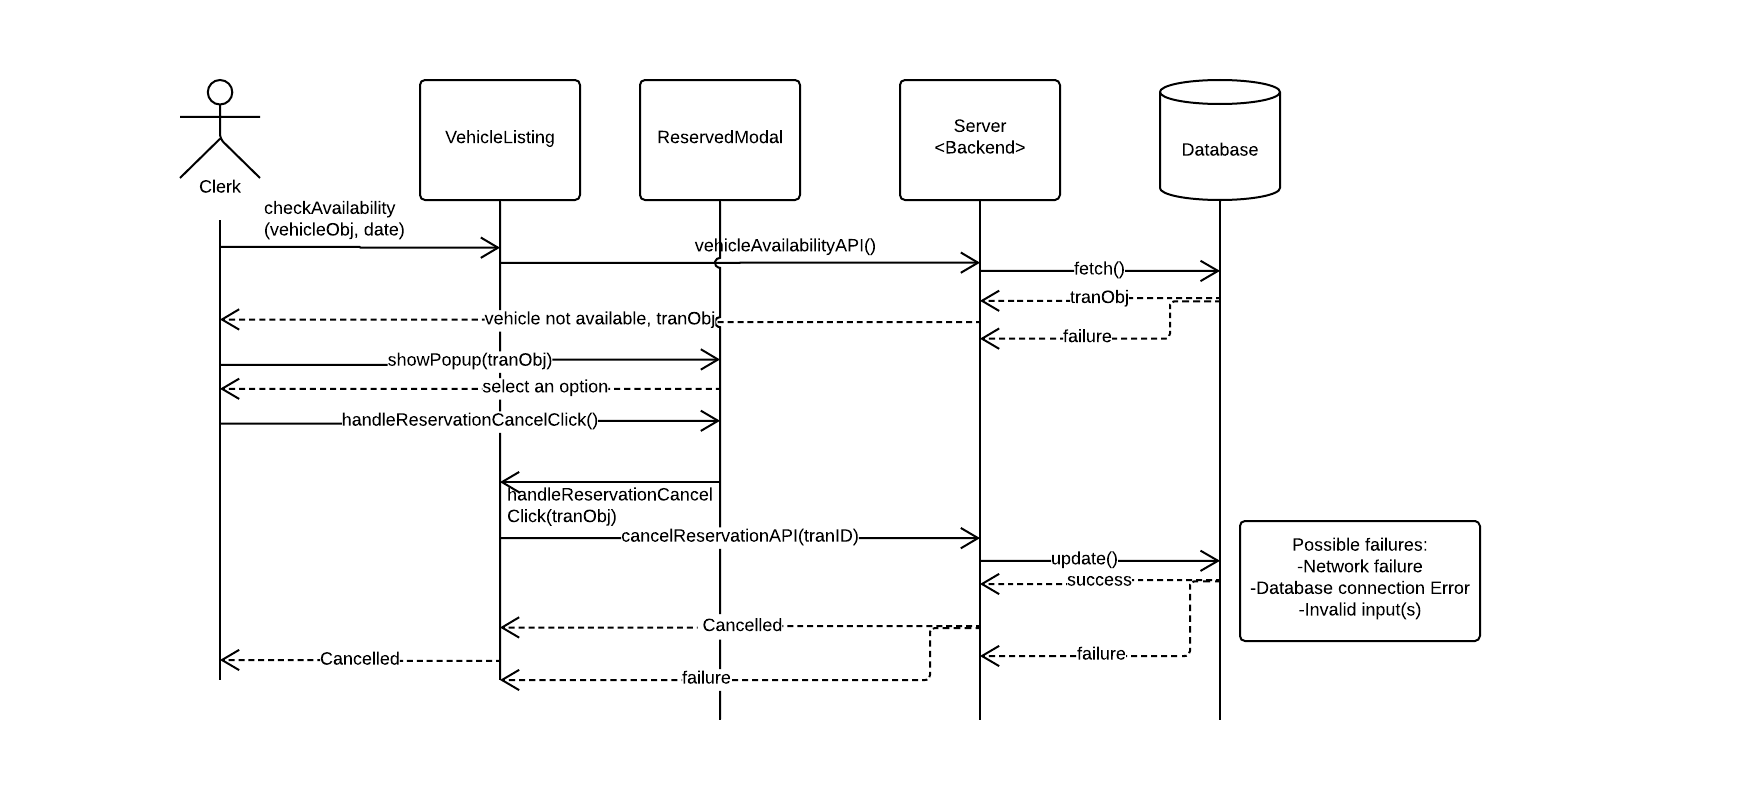 VehicleListing
ReservedModal
Server
<Backend>
Database
Clerk
checkAvailability
(vehicleObj, date)
vehicleAvailabilityAPI()
fetch()
tranObj
vehicle not available, tranObj
failure
showPopup(tranObj)
select an option
handleReservationCancelClick()
handleReservationCancel
Click(tranObj)
cancelReservationAPI(tranID)
update()
success
Possible failures:
-Network failure
-Database connection Error
-Invalid input(s)
Cancelled
failure
Cancelled
failure